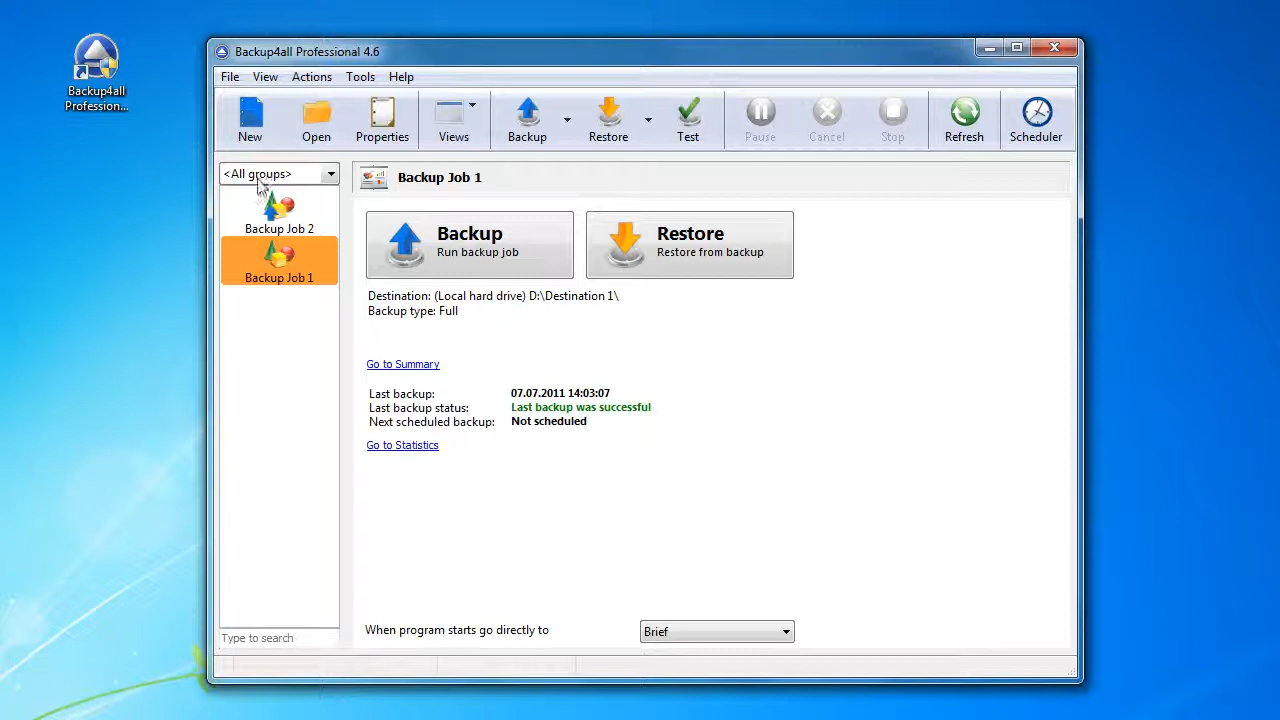 Backup4all
Profession...
Backup4all Professional 4.6
File View Actions Tools Help
New Open Properties Views Backup Restore Test Pause Cancel Stop Refresh Scheduler
<All groups>
Backup Job 2
Backup Job 1
Type to search
Backup Job 1
Backup
Run backup job
Restore
Restore from backup
Destination: (Local hard drive) D:\Destination 1\
Backup type: Full
Go to Summary
Last backup: 07.07.2011 14:03:07
Last backup status: Last backup was successful
Next scheduled backup: Not scheduled
Go to Statistics
When program starts go directly to Brief